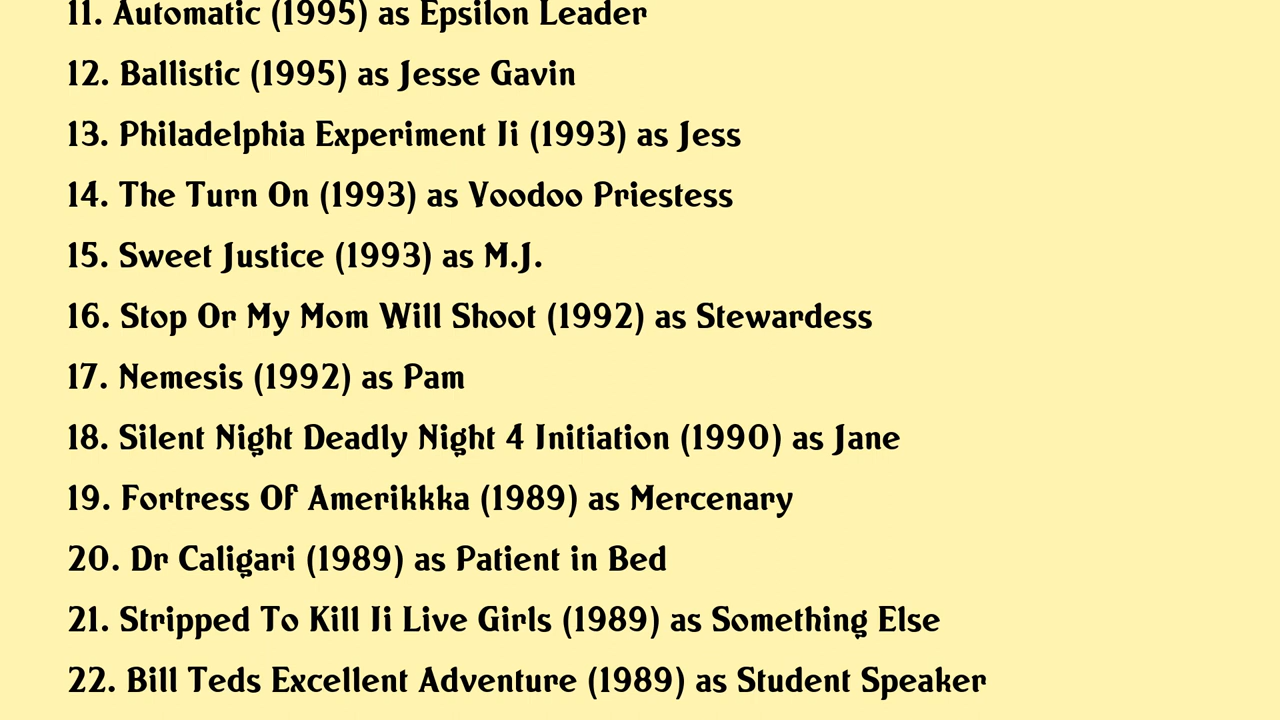 11. Automatic (1995) as Epsilon Leader
12. Ballistic (1995) as Jesse Gavin
13. Philadelphia Experiment Ii (1993) as Jess
14. The Turn On (1993) as Voodoo Priestess
15. Sweet Justice (1993) as M.J.
16. Stop Or My Mom Will Shoot (1992) as Stewardess
17. Nemesis (1992) as Pam
18. Silent Night Deadly Night 4 Initiation (1990) as Jane
19. Fortress Of Amerikkka (1989) as Mercenary
20. Dr Caligari (1989) as Patient in Bed
21. Stripped To Kill Ii Live Girls (1989) as Something Else
22. Bill Teds Excellent Adventure (1989) as Student Speaker